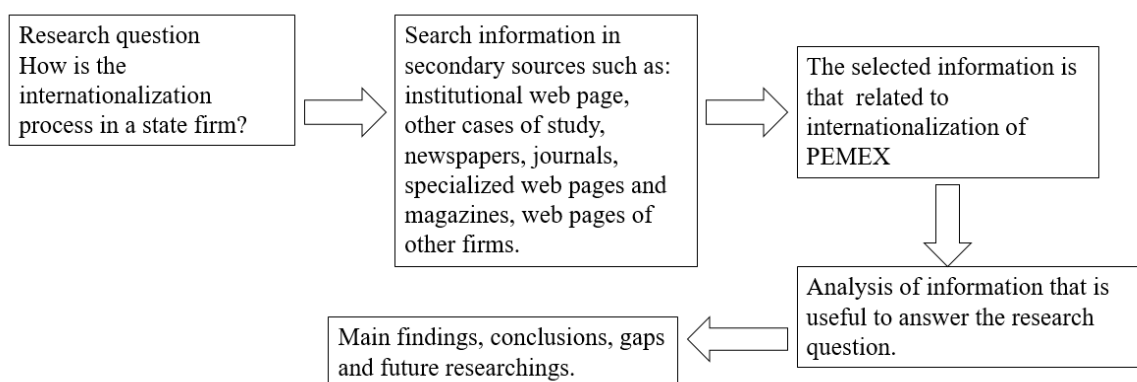 Research question
How is the
internationalization
process in a state firm?
Search information in
secondary sources such as:
institutional web page,
other cases of study,
newspapers, journals,
specialized web pages and
magazines, web pages of
other firms.
The selected information is
that related to
internationalization of
PEMEX
Analysis of information that is
useful to answer the research
question.
Main findings, conclusions, gaps
and future researchings.